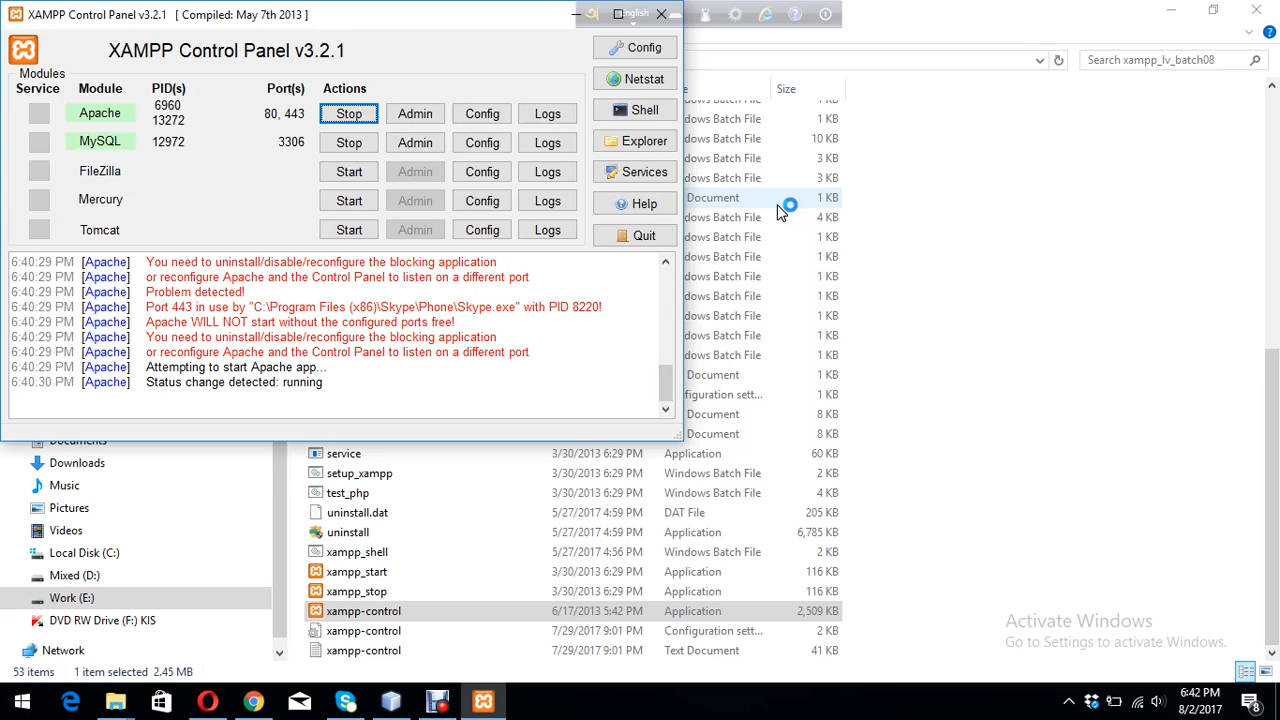 XAMPP Control Panel v3.2.1 [ Compiled: May 7th 2013 ]
English
XAMPP Control Panel v3.2.1
Config
Netstat
Shell
Explorer
Services
Help
Quit
Modules
Service Module PID(s) Port(s) Actions
Apache 6960
13272 80, 443 Stop Admin Config Logs
MySQL 12972 3306 Stop Admin Config Logs
FileZilla Start Admin Config Logs
Mercury Start Admin Config Logs
Tomcat Start Admin Config Logs
6:40:29 PM [Apache] You need to uninstall/disable/reconfigure the blocking application
6:40:29 PM [Apache] or reconfigure Apache and the Control Panel to listen on a different port
6:40:29 PM [Apache] Problem detected!
6:40:29 PM [Apache] Port 443 in use by "C:\Program Files (x86)\Skype\Phone\Skype.exe" with PID 8220!
6:40:29 PM [Apache] Apache WILL NOT start without the configured ports free!
6:40:29 PM [Apache] You need to uninstall/disable/reconfigure the blocking application
6:40:29 PM [Apache] or reconfigure Apache and the Control Panel to listen on a different port
6:40:29 PM [Apache] Attempting to start Apache app...
6:40:30 PM [Apache] Status change detected: running
Search xampp_lv_batch08
e Size
dows Batch File 1 KB
dows Batch File 1 KB
dows Batch File 10 KB
dows Batch File 3 KB
dows Batch File 3 KB
Document 1 KB
dows Batch File 4 KB
dows Batch File 1 KB
dows Batch File 1 KB
dows Batch File 1 KB
dows Batch File 1 KB
dows Batch File 1 KB
dows Batch File 1 KB
dows Batch File 1 KB
Document 1 KB
figuration sett... 1 KB
Document 8 KB
Document 8 KB
service 3/30/2013 6:29 PM Application 60 KB
setup_xampp 3/30/2013 6:29 PM Windows Batch File 2 KB
test_php 3/30/2013 6:29 PM Windows Batch File 4 KB
uninstall.dat 5/27/2017 4:59 PM DAT File 205 KB
uninstall 5/27/2017 4:59 PM Application 6,785 KB
xampp_shell 5/27/2017 4:56 PM Windows Batch File 2 KB
xampp_start 3/30/2013 6:29 PM Application 116 KB
xampp_stop 3/30/2013 6:29 PM Application 116 KB
xampp-control 6/17/2013 5:42 PM Application 2,509 KB
xampp-control 7/29/2017 9:01 PM Configuration sett... 2 KB
xampp-control 7/29/2017 9:01 PM Text Document 41 KB
Documents
Downloads
Music
Pictures
Videos
Local Disk (C:)
Mixed (D:)
Work (E:)
DVD RW Drive (F:) KIS
Network
53 items 1 item selected 2.45 MB
Activate Windows
Go to Settings to activate Windows.
6:42 PM
8/2/2017
8